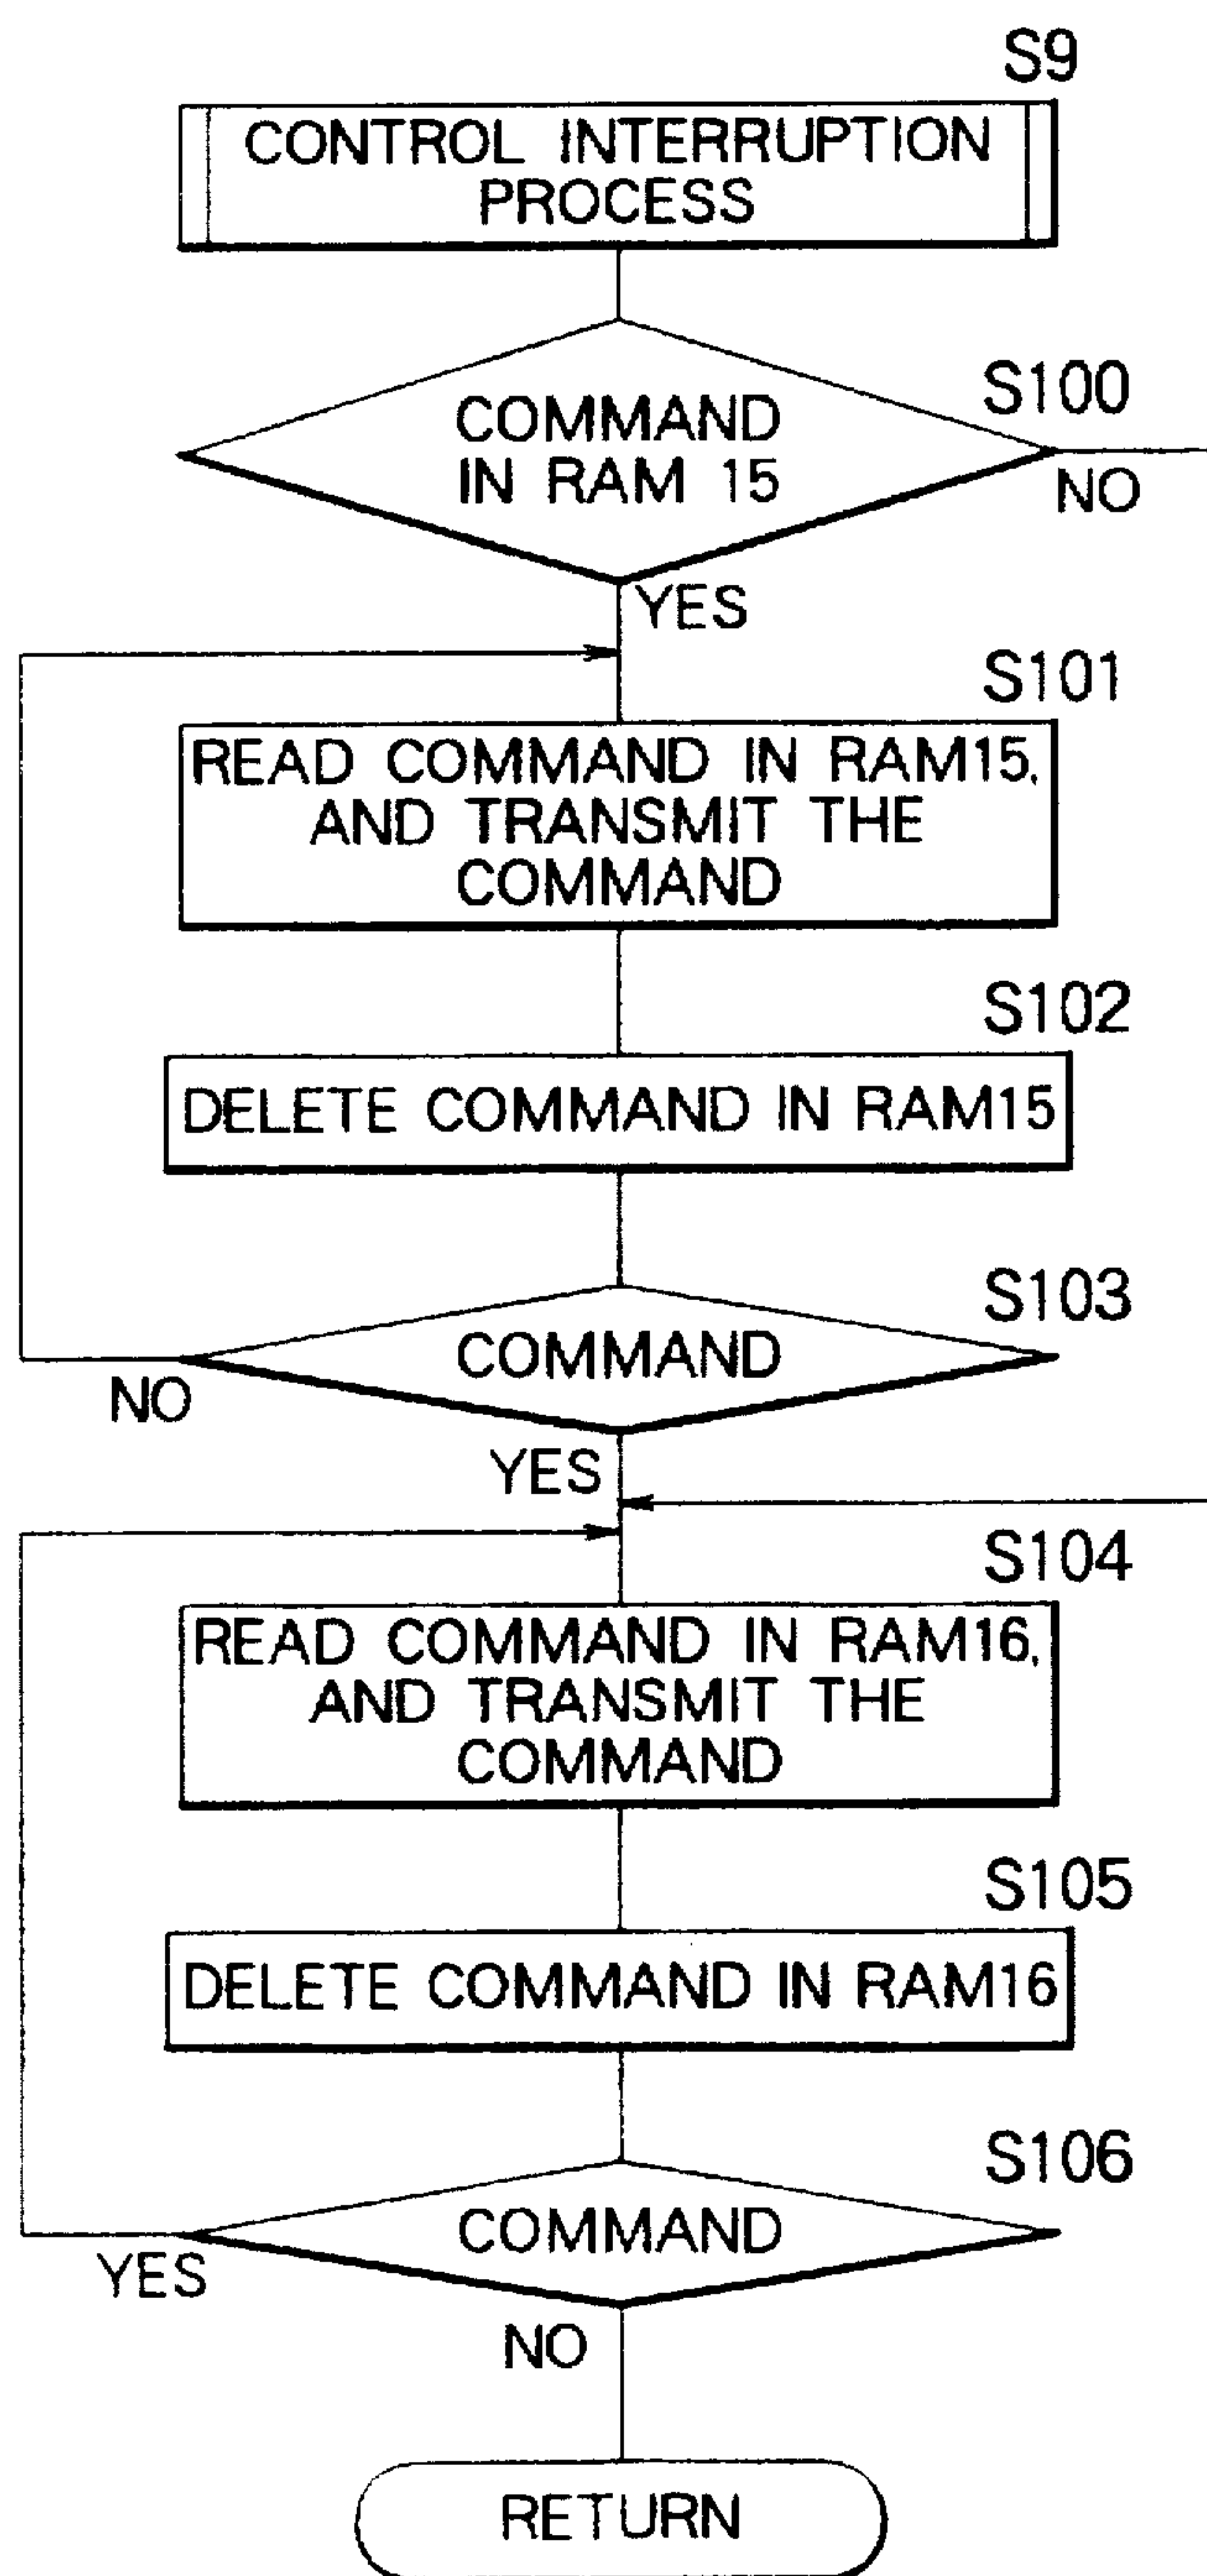 S9
CONTROL INTERRUPTION
PROCESS
S100
COMMAND
IN RAM 15
NO
YES
S101
READ COMMAND IN RAM15,
AND TRANSMIT THE
COMMAND
S102
DELETE COMMAND IN RAM15
S103
COMMAND
NO
YES
S104
READ COMMAND IN RAM16,
AND TRANSMIT THE
COMMAND
S105
DELETE COMMAND IN RAM16
S106
COMMAND
YES
NO
RETURN